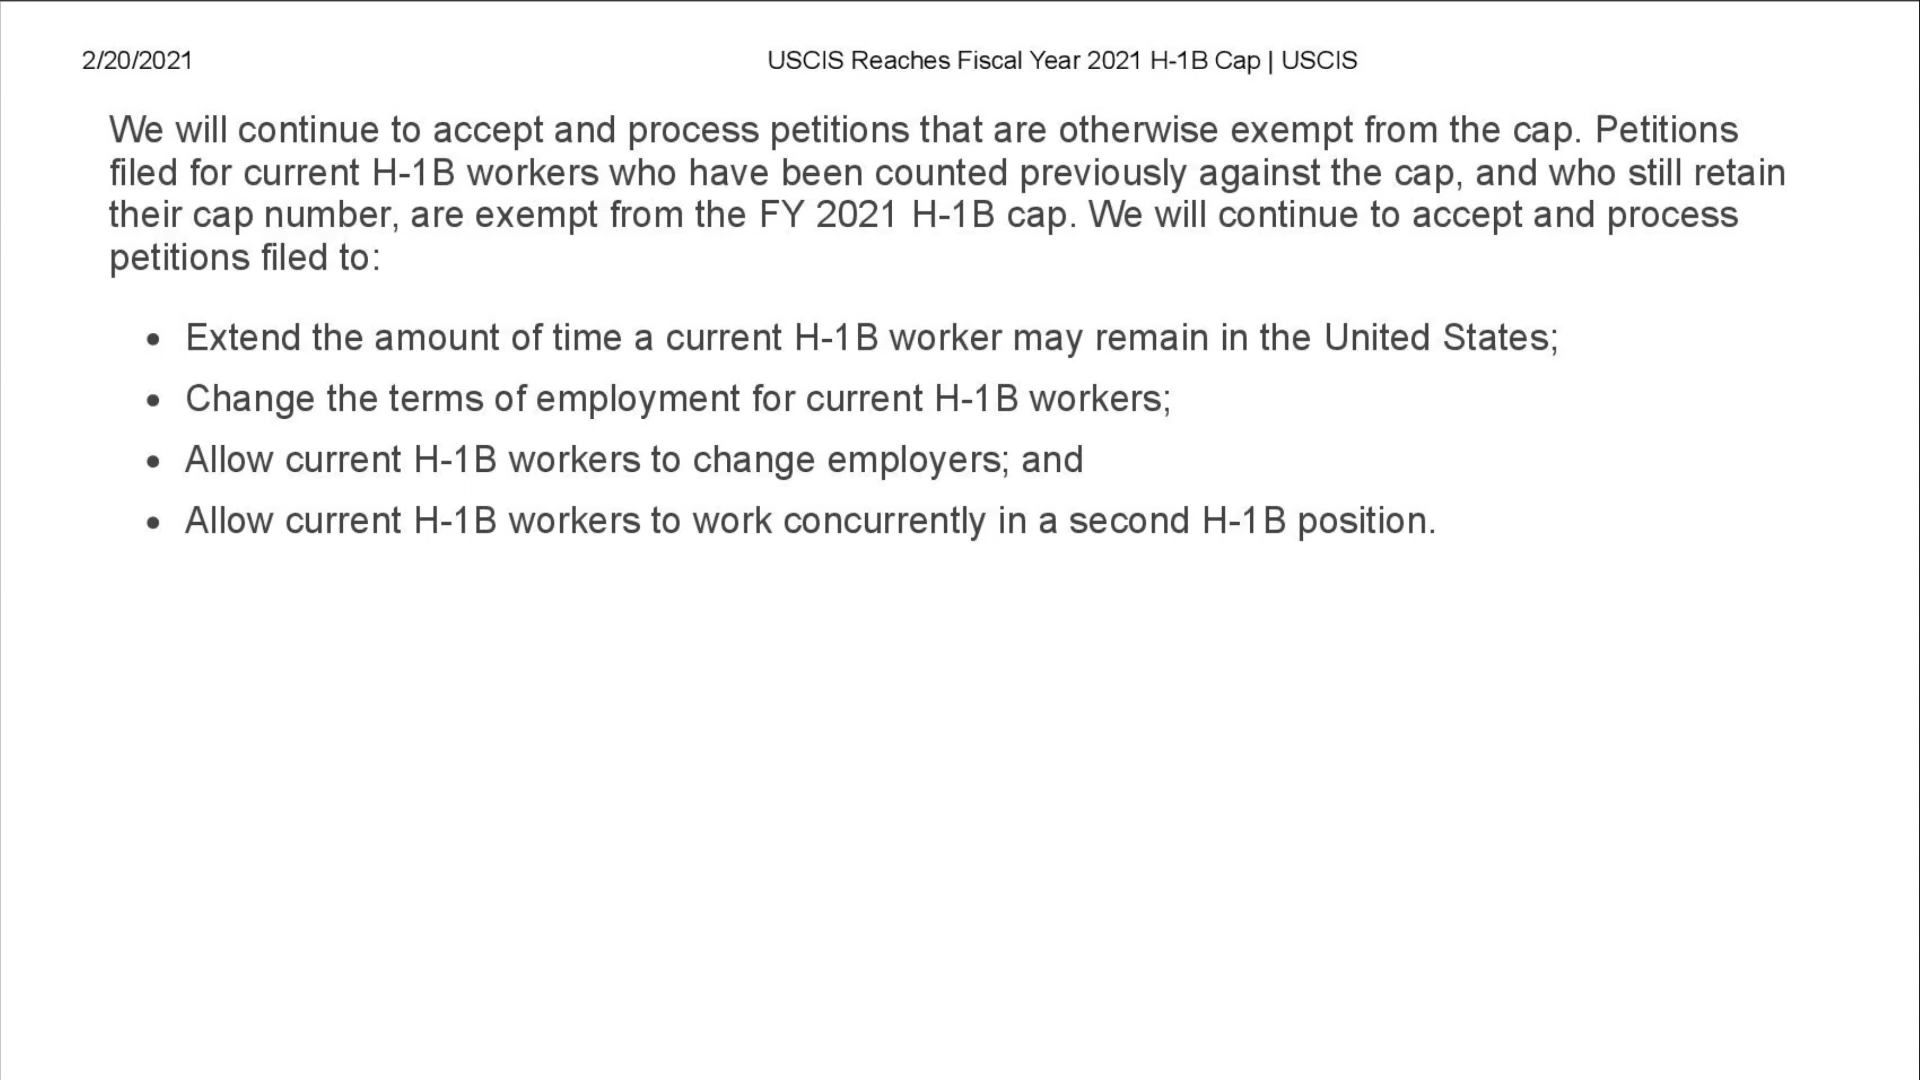 2/20/2021 USCIS Reaches Fiscal Year 2021 H-1B Cap | USCIS
We will continue to accept and process petitions that are otherwise exempt from the cap. Petitions
filed for current H-1B workers who have been counted previously against the cap, and who still retain
their cap number, are exempt from the FY 2021 H-1B cap. We will continue to accept and process
petitions filed to:
• Extend the amount of time a current H-1B worker may remain in the United States;
• Change the terms of employment for current H-1B workers;
• Allow current H-1B workers to change employers; and
• Allow current H-1B workers to work concurrently in a second H-1B position.